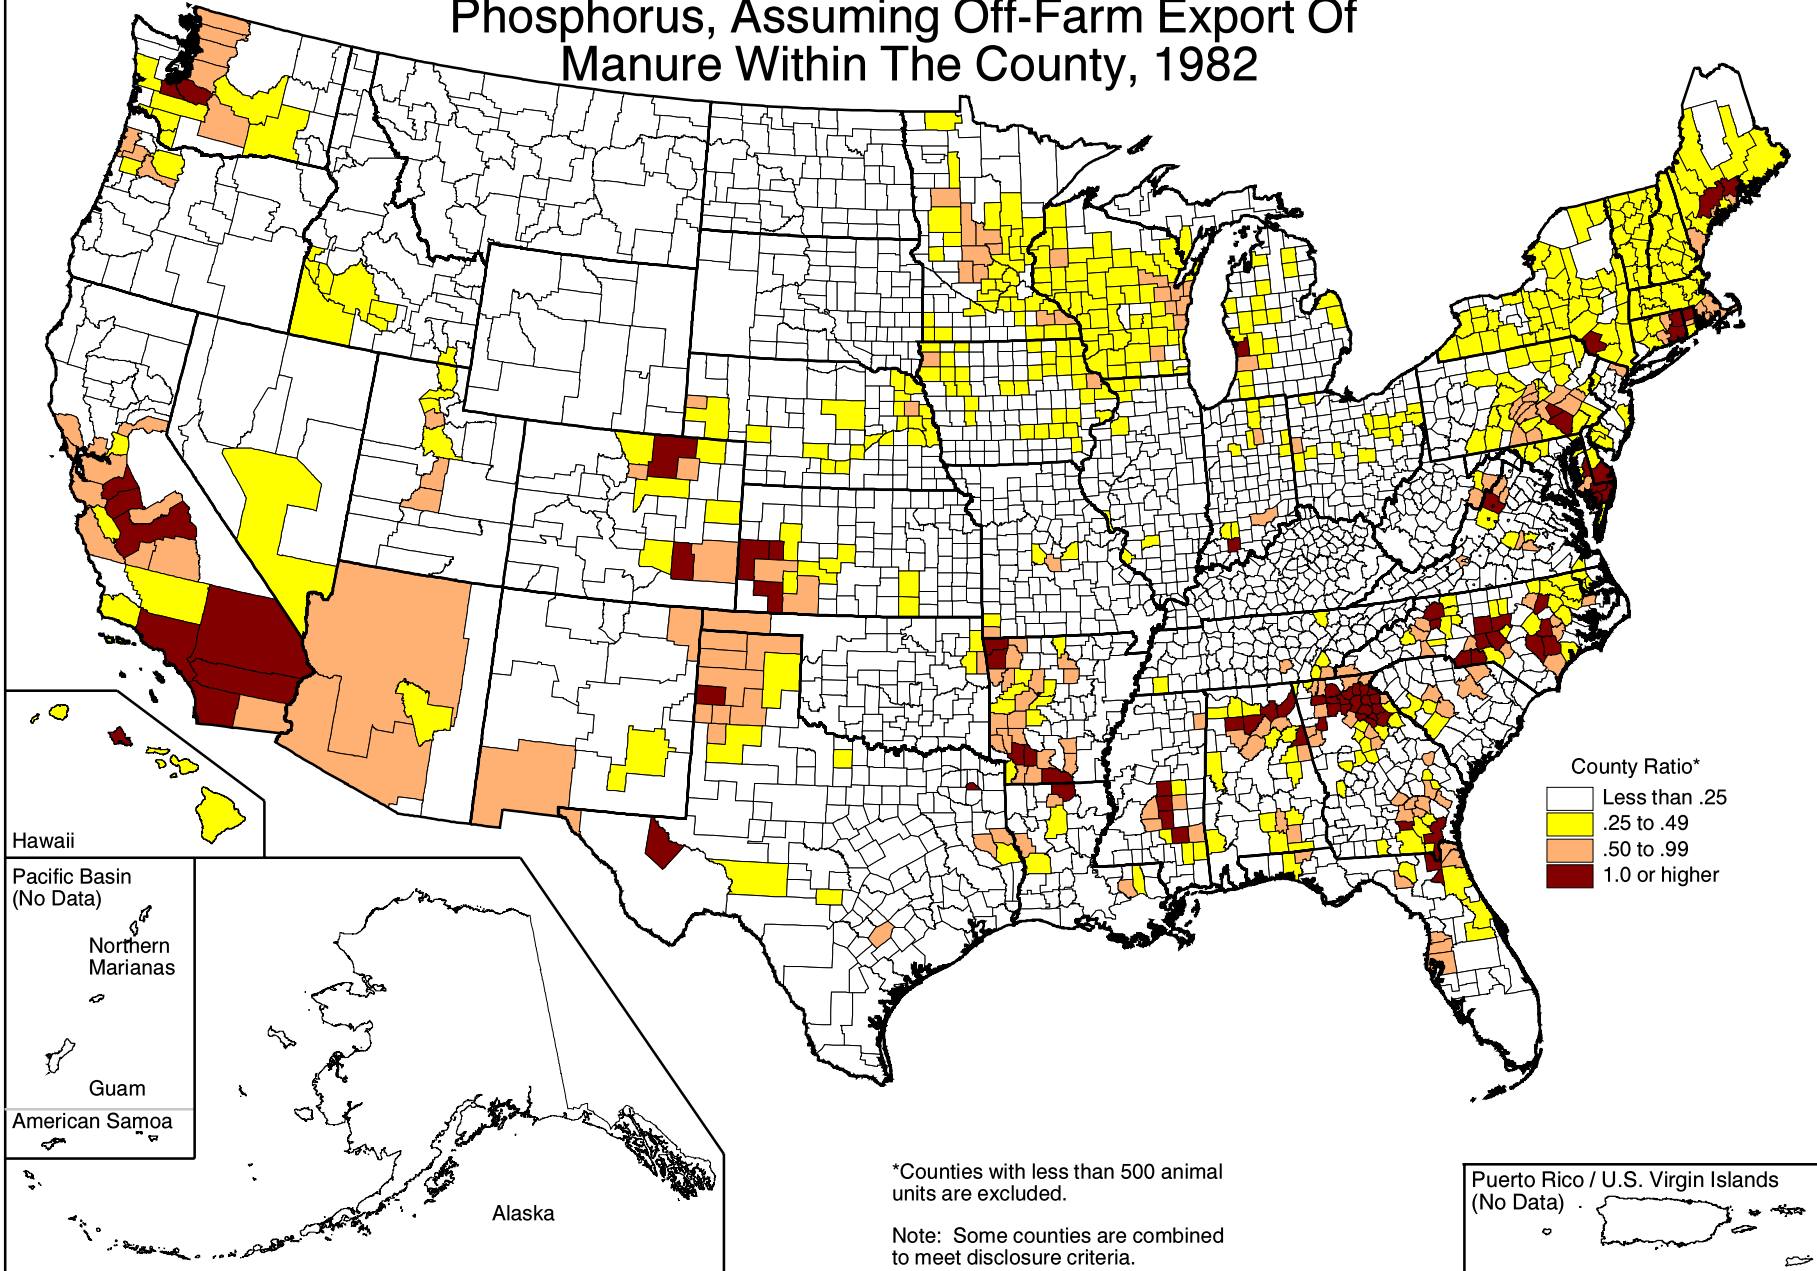 Phosphorus, Assuming Off-Farm Export Of
Manure Within The County, 1982
County Ratio*
Less than .25
.25 to .49
.50 to .99
1.0 or higher
Hawaii
Pacific Basin
(No Data)
Northern
Marianas
Guam
American Samoa
Alaska
*Counties with less than 500 animal
units are excluded.
Note:  Some counties are combined
to meet disclosure criteria.
Puerto Rico / U.S. Virgin Islands
(No Data)